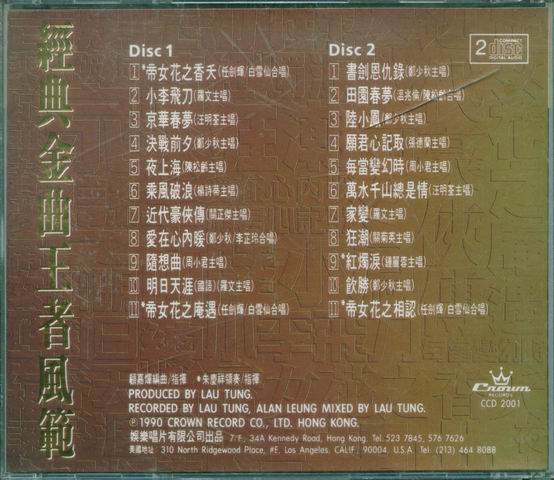 經典金曲王者風範
Disc 1
1 *帝女花之香夭(任劍輝/白雪仙合唱)
2 小李飛刀(羅文主唱)
3 京華春夢(汪明荃主唱)
4 決戰前夕(鄭少秋主唱)
5 夜上海(陳松齡主唱)
6 乘風破浪(楊詩蒂主唱)
7 近代豪俠傳(關正傑主唱)
8 愛在心內暖(鄭少秋/李芷玲合唱)
9 隨想曲(周小君主唱)
10 明日天涯(國語)(羅文主唱)
11 *帝女花之庵遇(任劍輝/白雪仙合唱)
Disc 2
1 書劍恩仇錄(鄭少秋主唱)
2 田園春夢(溫兆倫/陳松齡合唱)
3 陸小鳳(鄭少秋主唱)
4 願君心記取(張德蘭主唱)
5 每當變幻時(周小君主唱)
6 萬水千山總是情(汪明荃主唱)
7 家變(羅文主唱)
8 狂潮(關菊英主唱)
9 *紅燭淚(鍾麗蓉主唱)
10 飲勝(鄭少秋主唱)
11 *帝女花之相認(任劍輝/白雪仙合唱)
2 COMPACT disc DIGITAL AUDIO
顧嘉煇編曲/指揮 *朱慶祥領奏/指揮
PRODUCED BY LAU TUNG.
RECORDED BY LAU TUNG, ALAN LEUNG MIXED BY LAU TUNG.
℗1990 CROWN RECORD CO., LTD. HONG KONG.
娛樂唱片有限公司出品 7/F, 34A Kennedy Road, Hong Kong. Tel. 523 7845, 576 7626
美國地址: 310 North Ridgewood Place, #F, Los Angeles, CALIF. 90004, U.S.A. Tel: (213) 464 8088
Crown
RECORDS
CCD 2001